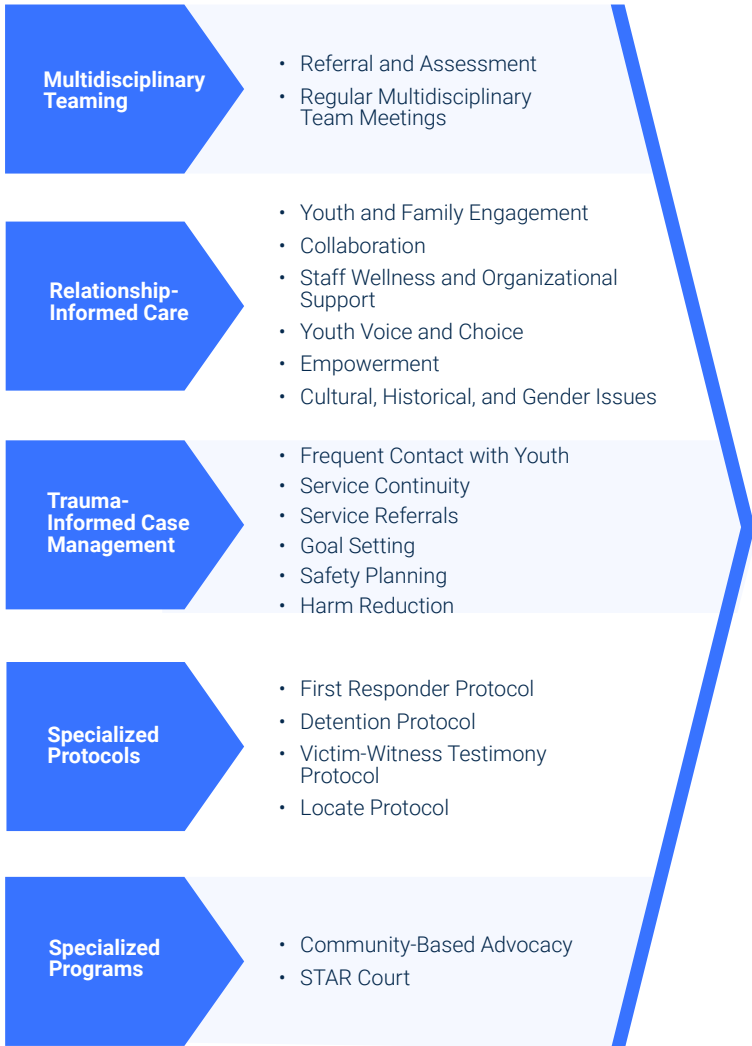 Multidisciplinary
Teaming
• Referral and Assessment
• Regular Multidisciplinary
Team Meetings
Relationship-
Informed Care
• Youth and Family Engagement
• Collaboration
• Staff Wellness and Organizational
Support
• Youth Voice and Choice
• Empowerment
• Cultural, Historical, and Gender Issues
Trauma-
Informed Case
Management
• Frequent Contact with Youth
• Service Continuity
• Service Referrals
• Goal Setting
• Safety Planning
• Harm Reduction
Specialized
Protocols
• First Responder Protocol
• Detention Protocol
• Victim-Witness Testimony
Protocol
• Locate Protocol
Specialized
Programs
• Community-Based Advocacy
• STAR Court